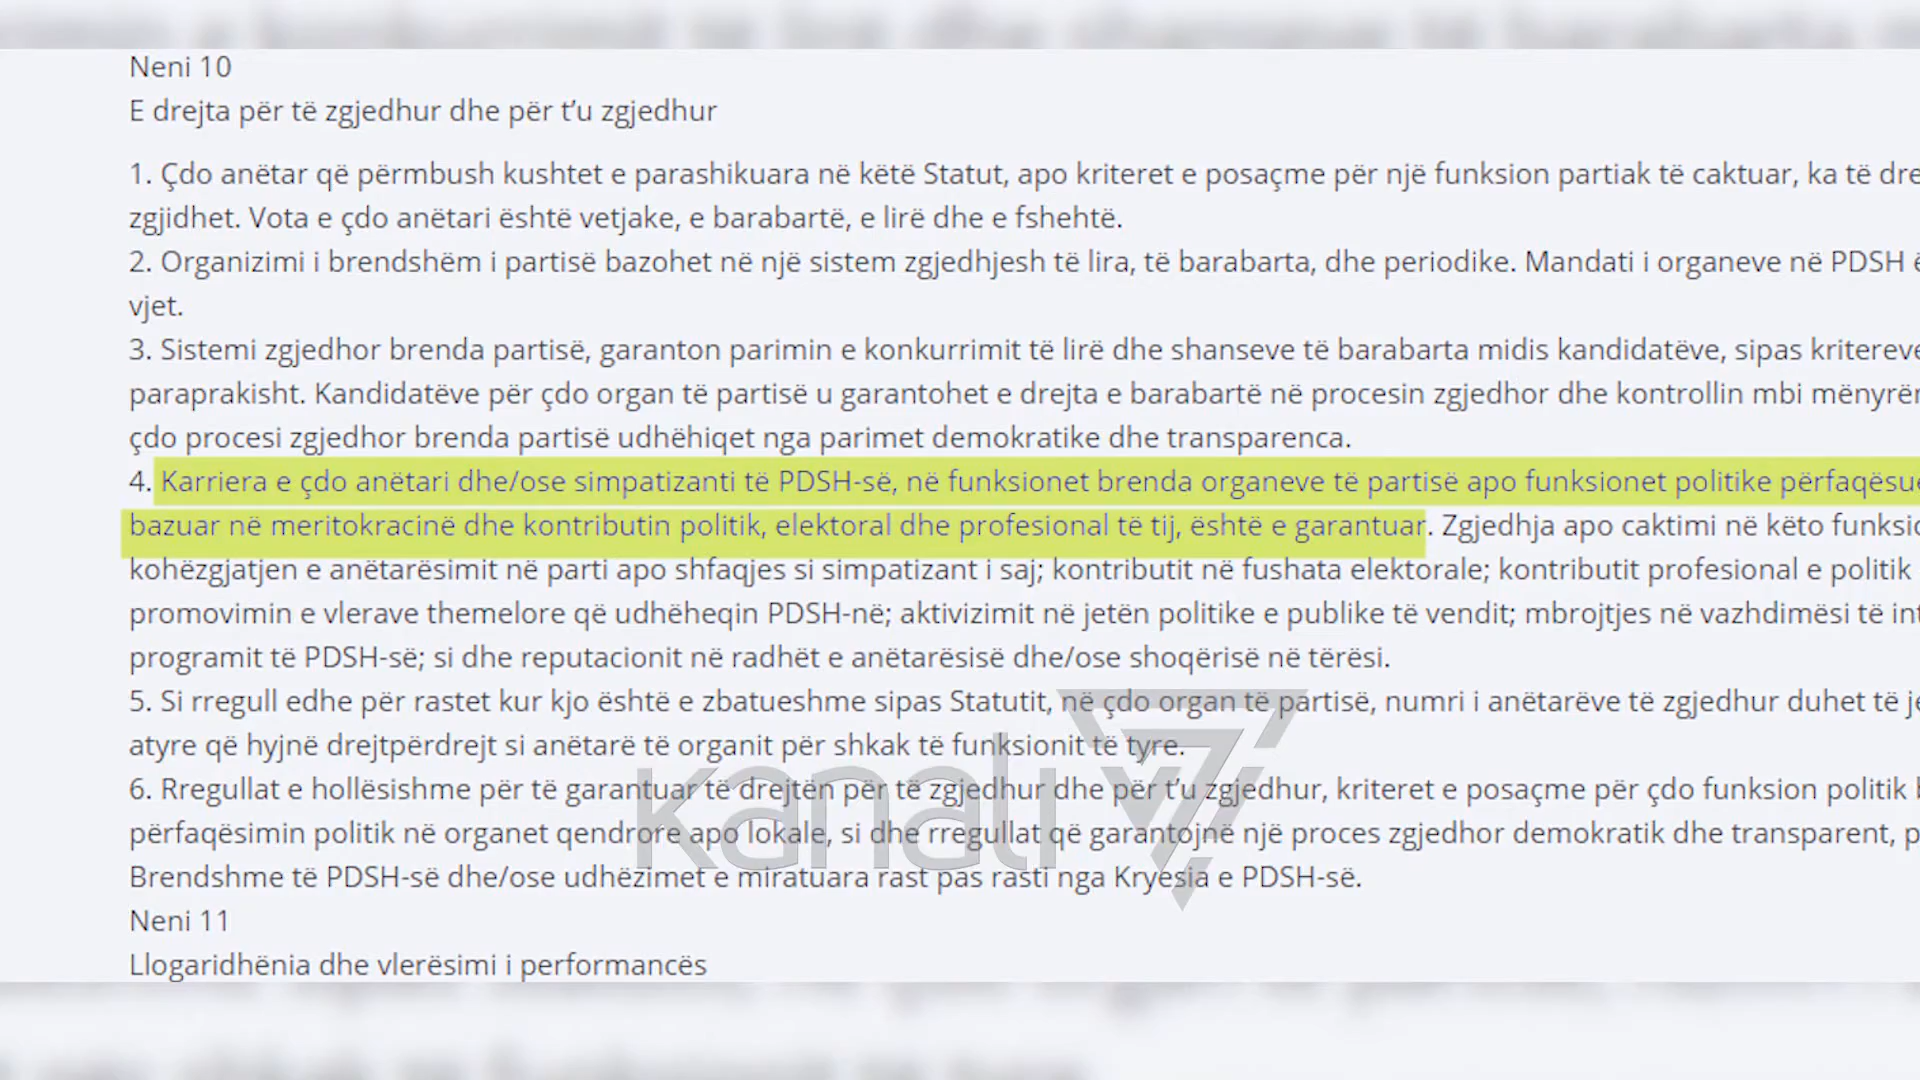 Neni 10
E drejta për të zgjedhur dhe për t’u zgjedhur
1. Çdo anëtar që përmbush kushtet e parashikuara në këtë Statut, apo kriteret e posaçme për një funksion partiak të caktuar, ka të
zgjidhet. Vota e çdo anëtari është vetjake, e barabartë, e lirë dhe e fshehtë.
2. Organizimi i brendshëm i partisë bazohet në një sistem zgjedhjesh të lira, të barabarta, dhe periodike. Mandati i organeve në PDSH
vjet.
3. Sistemi zgjedhor brenda partisë, garanton parimin e konkurrimit të lirë dhe shanseve të barabarta midis kandidatëve, sipas
paraprakisht. Kandidatëve për çdo organ të partisë u garantohet e drejta e barabartë në procesin zgjedhor dhe kontrollin mbi
çdo procesi zgjedhor brenda partisë udhëhiqet nga parimet demokratike dhe transparenca.
4. Karriera e çdo anëtari dhe/ose simpatizanti të PDSH-së, në funksionet brenda organeve të partisë apo funksionet politike
bazuar në meritokracinë dhe kontributin politik, elektoral dhe profesional të tij, është e garantuar. Zgjedhja apo caktimi në këto
kohëzgjatjen e anëtarësimit në parti apo shfaqjes si simpatizant i saj; kontributit në fushata elektorale; kontributit profesional e politik
promovimin e vlerave themelore që udhëheqin PDSH-në; aktivizimit në jetën politike e publike të vendit; mbrojtjes në vazhdimësi të
programit të PDSH-së; si dhe reputacionit në radhët e anëtarësisë dhe/ose shoqërisë në tërësi.
5. Si rregull edhe për rastet kur kjo është e zbatueshme sipas Statutit, në çdo organ të partisë, numri i anëtarëve të zgjedhur duhet të
atyre që hyjnë drejtpërdrejt si anëtarë të organit për shkak të funksionit të tyre.
6. Rregullat e hollësishme për të garantuar të drejtën për të zgjedhur dhe për t’u zgjedhur, kriteret e posaçme për çdo funksion politik
përfaqësimin politik në organet qendrore apo lokale, si dhe rregullat që garantojnë një proces zgjedhor demokratik dhe transparent,
Brendshme të PDSH-së dhe/ose udhëzimet e miratuara rast pas rasti nga Kryesia e PDSH-së.
kanali 7
Neni 11
Llogaridhënia dhe vlerësimi i performancës